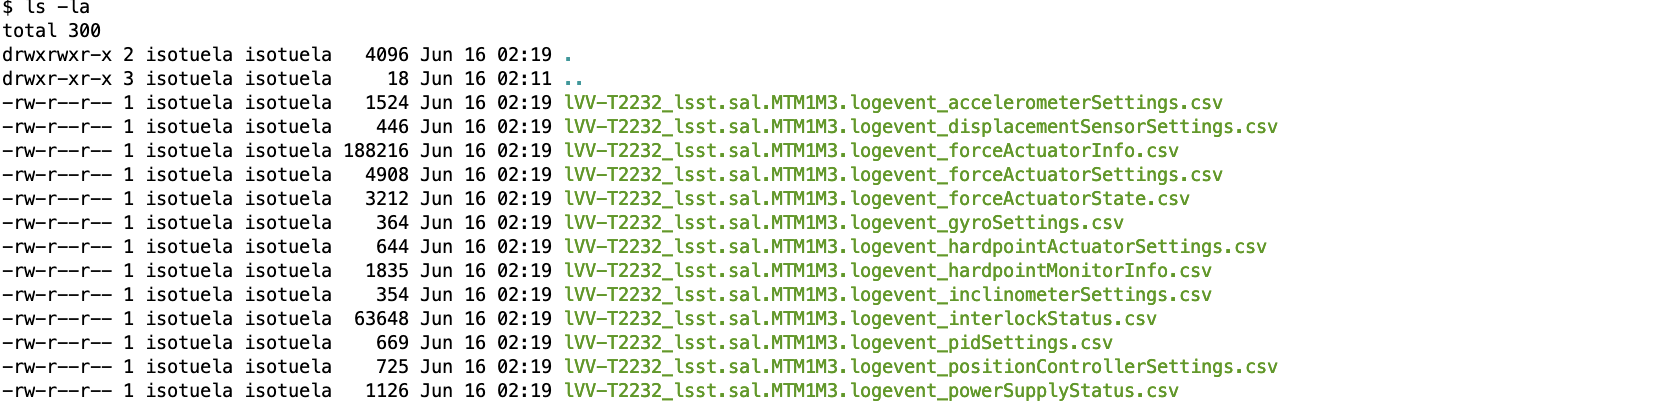 $ ls -la
total 300
drwxrwxr-x 2 isotuela isotuela   4096 Jun 16 02:19 .
drwxr-xr-x 3 isotuela isotuela     18 Jun 16 02:11 ..
-rw-r--r-- 1 isotuela isotuela   1524 Jun 16 02:19 lVV-T2232_lsst.sal.MTM1M3.logevent_accelerometerSettings.csv
-rw-r--r-- 1 isotuela isotuela    446 Jun 16 02:19 lVV-T2232_lsst.sal.MTM1M3.logevent_displacementSensorSettings.csv
-rw-r--r-- 1 isotuela isotuela 188216 Jun 16 02:19 lVV-T2232_lsst.sal.MTM1M3.logevent_forceActuatorInfo.csv
-rw-r--r-- 1 isotuela isotuela   4908 Jun 16 02:19 lVV-T2232_lsst.sal.MTM1M3.logevent_forceActuatorSettings.csv
-rw-r--r-- 1 isotuela isotuela   3212 Jun 16 02:19 lVV-T2232_lsst.sal.MTM1M3.logevent_forceActuatorState.csv
-rw-r--r-- 1 isotuela isotuela    364 Jun 16 02:19 lVV-T2232_lsst.sal.MTM1M3.logevent_gyroSettings.csv
-rw-r--r-- 1 isotuela isotuela    644 Jun 16 02:19 lVV-T2232_lsst.sal.MTM1M3.logevent_hardpointActuatorSettings.csv
-rw-r--r-- 1 isotuela isotuela   1835 Jun 16 02:19 lVV-T2232_lsst.sal.MTM1M3.logevent_hardpointMonitorInfo.csv
-rw-r--r-- 1 isotuela isotuela    354 Jun 16 02:19 lVV-T2232_lsst.sal.MTM1M3.logevent_inclinometerSettings.csv
-rw-r--r-- 1 isotuela isotuela  63648 Jun 16 02:19 lVV-T2232_lsst.sal.MTM1M3.logevent_interlockStatus.csv
-rw-r--r-- 1 isotuela isotuela    669 Jun 16 02:19 lVV-T2232_lsst.sal.MTM1M3.logevent_pidSettings.csv
-rw-r--r-- 1 isotuela isotuela    725 Jun 16 02:19 lVV-T2232_lsst.sal.MTM1M3.logevent_positionControllerSettings.csv
-rw-r--r-- 1 isotuela isotuela   1126 Jun 16 02:19 lVV-T2232_lsst.sal.MTM1M3.logevent_powerSupplyStatus.csv